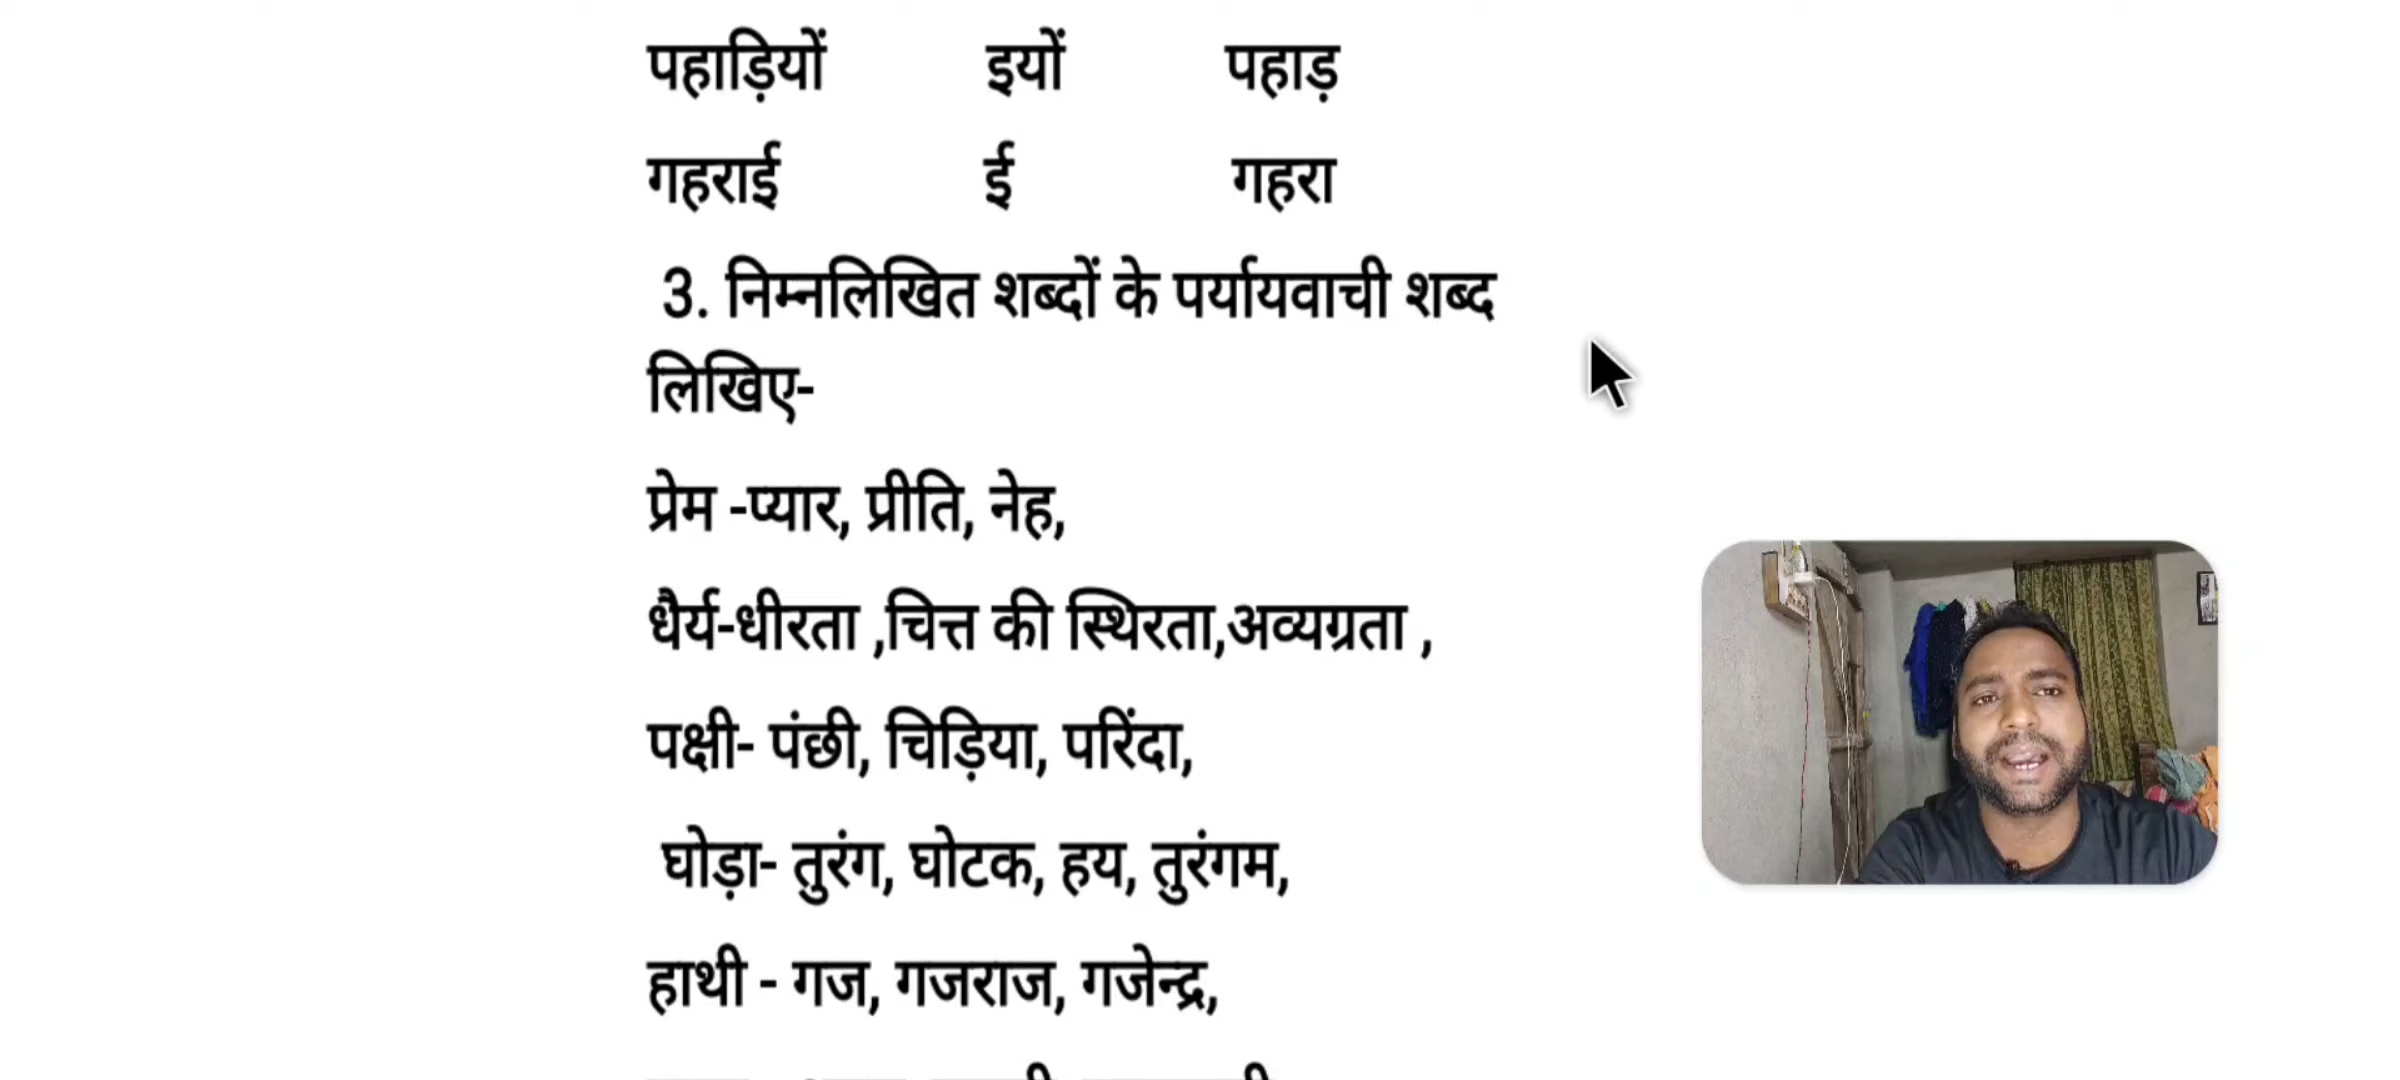 पहाड़ियों इयों पहाड़
गहराई ई गहरा
3. निम्नलिखित शब्दों के पर्यायवाची शब्द
लिखिए-
प्रेम -प्यार, प्रीति, नेह,
धैर्य-धीरता ,चित्त की स्थिरता,अव्यग्रता ,
पक्षी- पंछी, चिड़िया, परिंदा,
घोड़ा- तुरंग, घोटक, हय, तुरंगम,
हाथी - गज, गजराज, गजेन्द्र,